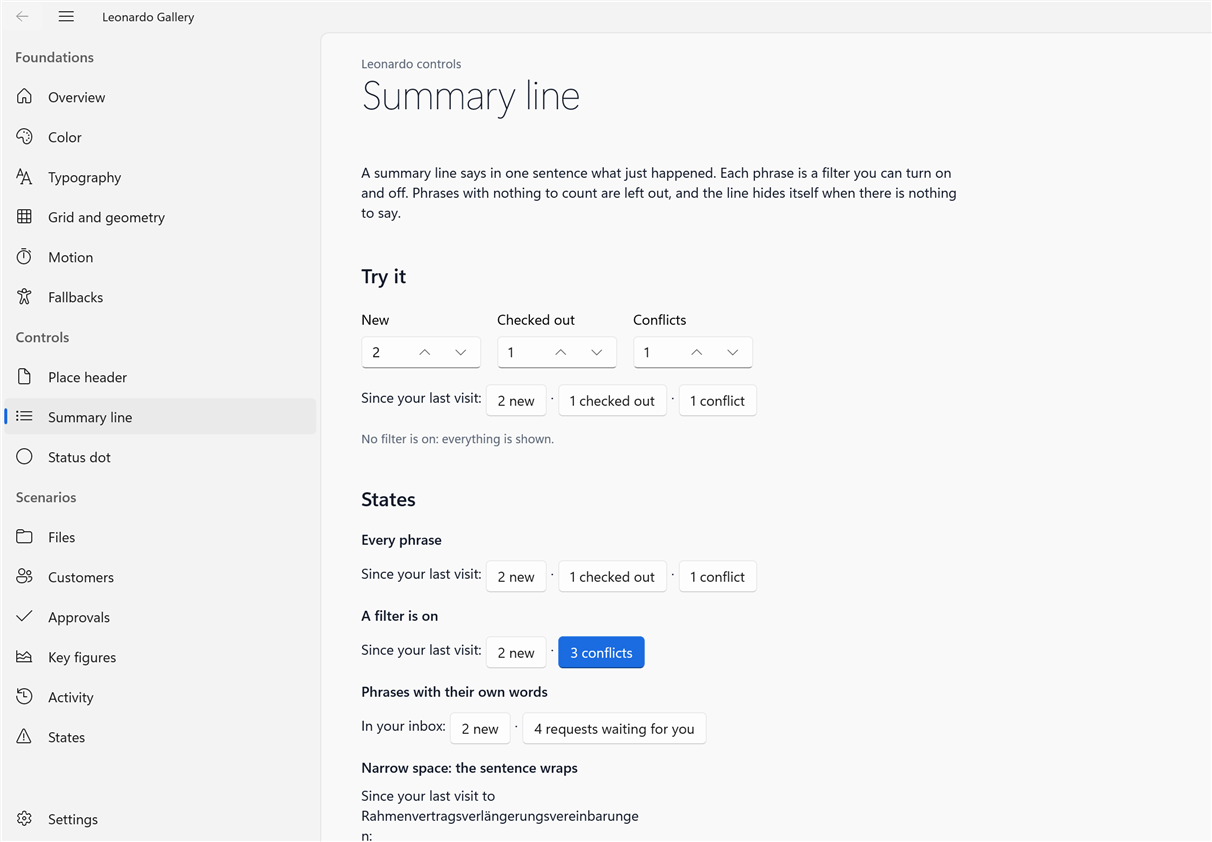 Leonardo Gallery
Foundations
Overview
Color
Typography
Grid and geometry
Motion
Fallbacks
Controls
Place header
Summary line
Status dot
Scenarios
Files
Customers
Approvals
Key figures
Activity
States
Settings
Leonardo controls
Summary line
A summary line says in one sentence what just happened. Each phrase is a filter you can turn on
and off. Phrases with nothing to count are left out, and the line hides itself when there is nothing
to say.
Try it
New Checked out Conflicts
2 1 1
Since your last visit: 2 new · 1 checked out · 1 conflict
No filter is on: everything is shown.
States
Every phrase
Since your last visit: 2 new · 1 checked out · 1 conflict
A filter is on
Since your last visit: 2 new · 3 conflicts
Phrases with their own words
In your inbox: 2 new · 4 requests waiting for you
Narrow space: the sentence wraps
Since your last visit to
Rahmenvertragsverlängerungsvereinbarunge
n: